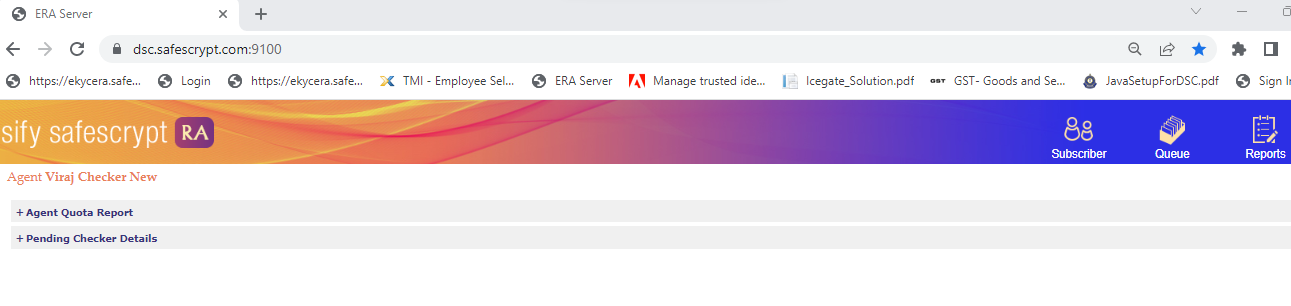 ERA Server
dsc.safescrypt.com:9100
https://ekycera.safe... Login https://ekycera.safe... TMI - Employee Sel... ERA Server Manage trusted ide... Icegate_Solution.pdf GST GST- Goods and Se... JavaSetupForDSC.pdf Sign In
sify safescrypt RA
Subscriber Queue Reports
Agent Viraj Checker New
+ Agent Quota Report
+ Pending Checker Details